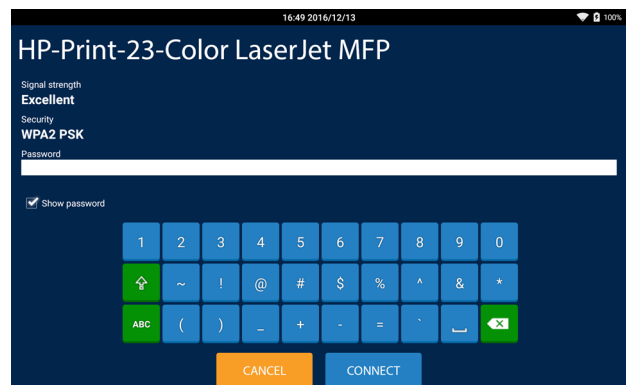 16:49 2016/12/13 100%
HP-Print-23-Color LaserJet MFP
Signal strength
Excellent
Security
WPA2 PSK
Password
Show password
1 2 3 4 5 6 7 8 9 0
~ ! @ # $ % ^ & *
ABC ( ) _ + - = `
CANCEL CONNECT